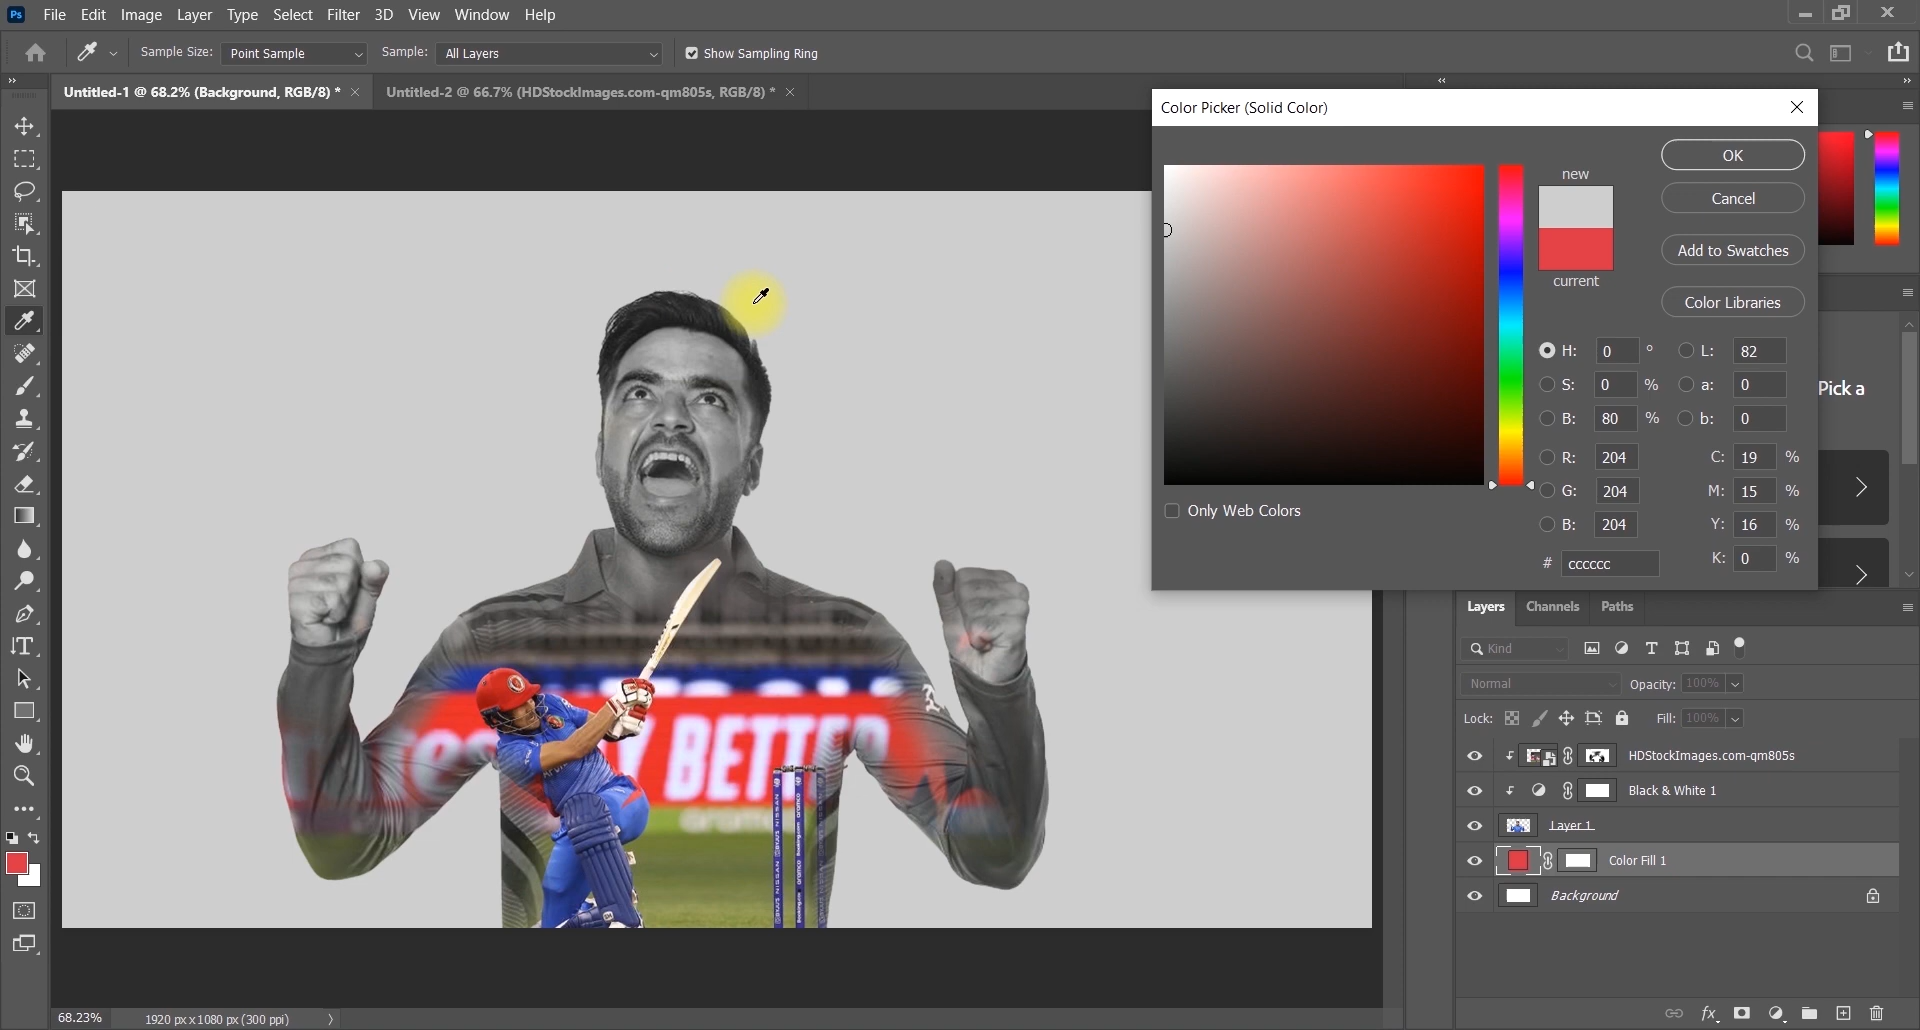 Ps File Edit Image Layer Type Select Filter 3D View Window Help
Sample Size: Point Sample Sample: All Layers Show Sampling Ring
Untitled-1 @ 68.2% (Background, RGB/8) * Untitled-2 @ 66.7% (HDStockImages.com-qm805s, RGB/8) *
Color Picker (Solid Color)
OK
new
Cancel
Add to Swatches
current
Color Libraries
H: 0 ° L: 82
S: 0 % a: 0
B: 80 % b: 0
R: 204 C: 19 %
G: 204 M: 15 %
B: 204 Y: 16 %
# cccccc K: 0 %
Only Web Colors
Pick a
Layers Channels Paths
Kind
Normal Opacity: 100%
Lock: Fill: 100%
HDStockImages.com-qm805s
Black & White 1
Layer 1
Color Fill 1
Background
BETTER
68.23% 1920 px x 1080 px (300 ppi)